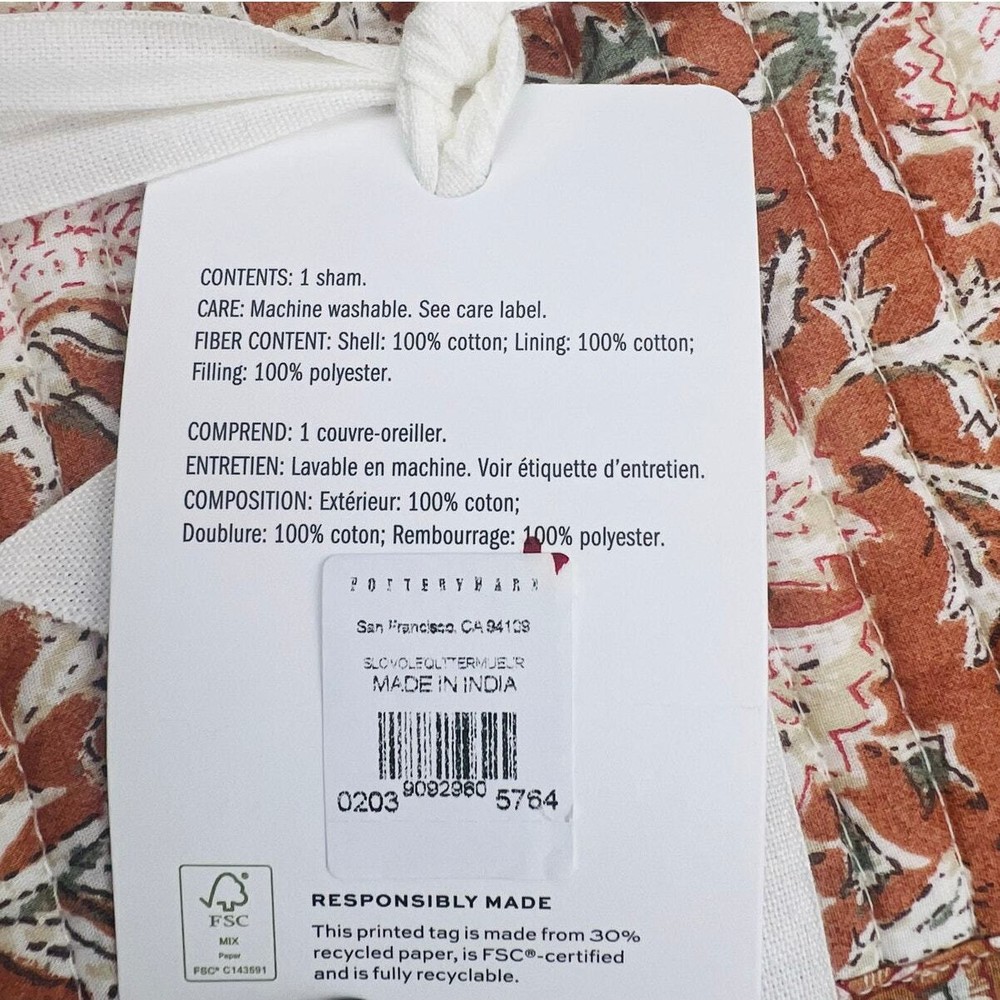 CONTENTS: 1 sham.
CARE: Machine washable. See care label.
FIBER CONTENT: Shell: 100% cotton; Lining: 100% cotton;
Filling: 100% polyester.
COMPREND: 1 couvre-oreiller.
ENTRETIEN: Lavable en machine. Voir étiquette d'entretien.
COMPOSITION: Extérieur: 100% coton;
Doublure: 100% coton; Rembourrage: 100% polyester.
POTTERYBARN
San Francisco, CA 94109
MADE IN INDIA
0203 9092960 5764
FSC
MIX
Paper
FSC® C143591
RESPONSIBLY MADE
This printed tag is made from 30%
recycled paper, is FSC®-certified
and is fully recyclable.